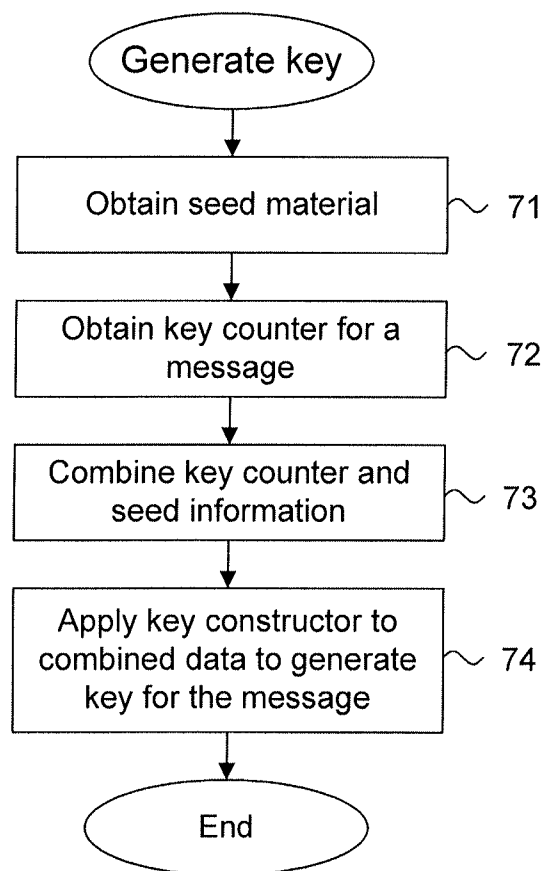 Generate key
Obtain seed material
71
Obtain key counter for a
message
72
Combine key counter and
seed information
73
Apply key constructor to
combined data to generate
key for the message
74
End